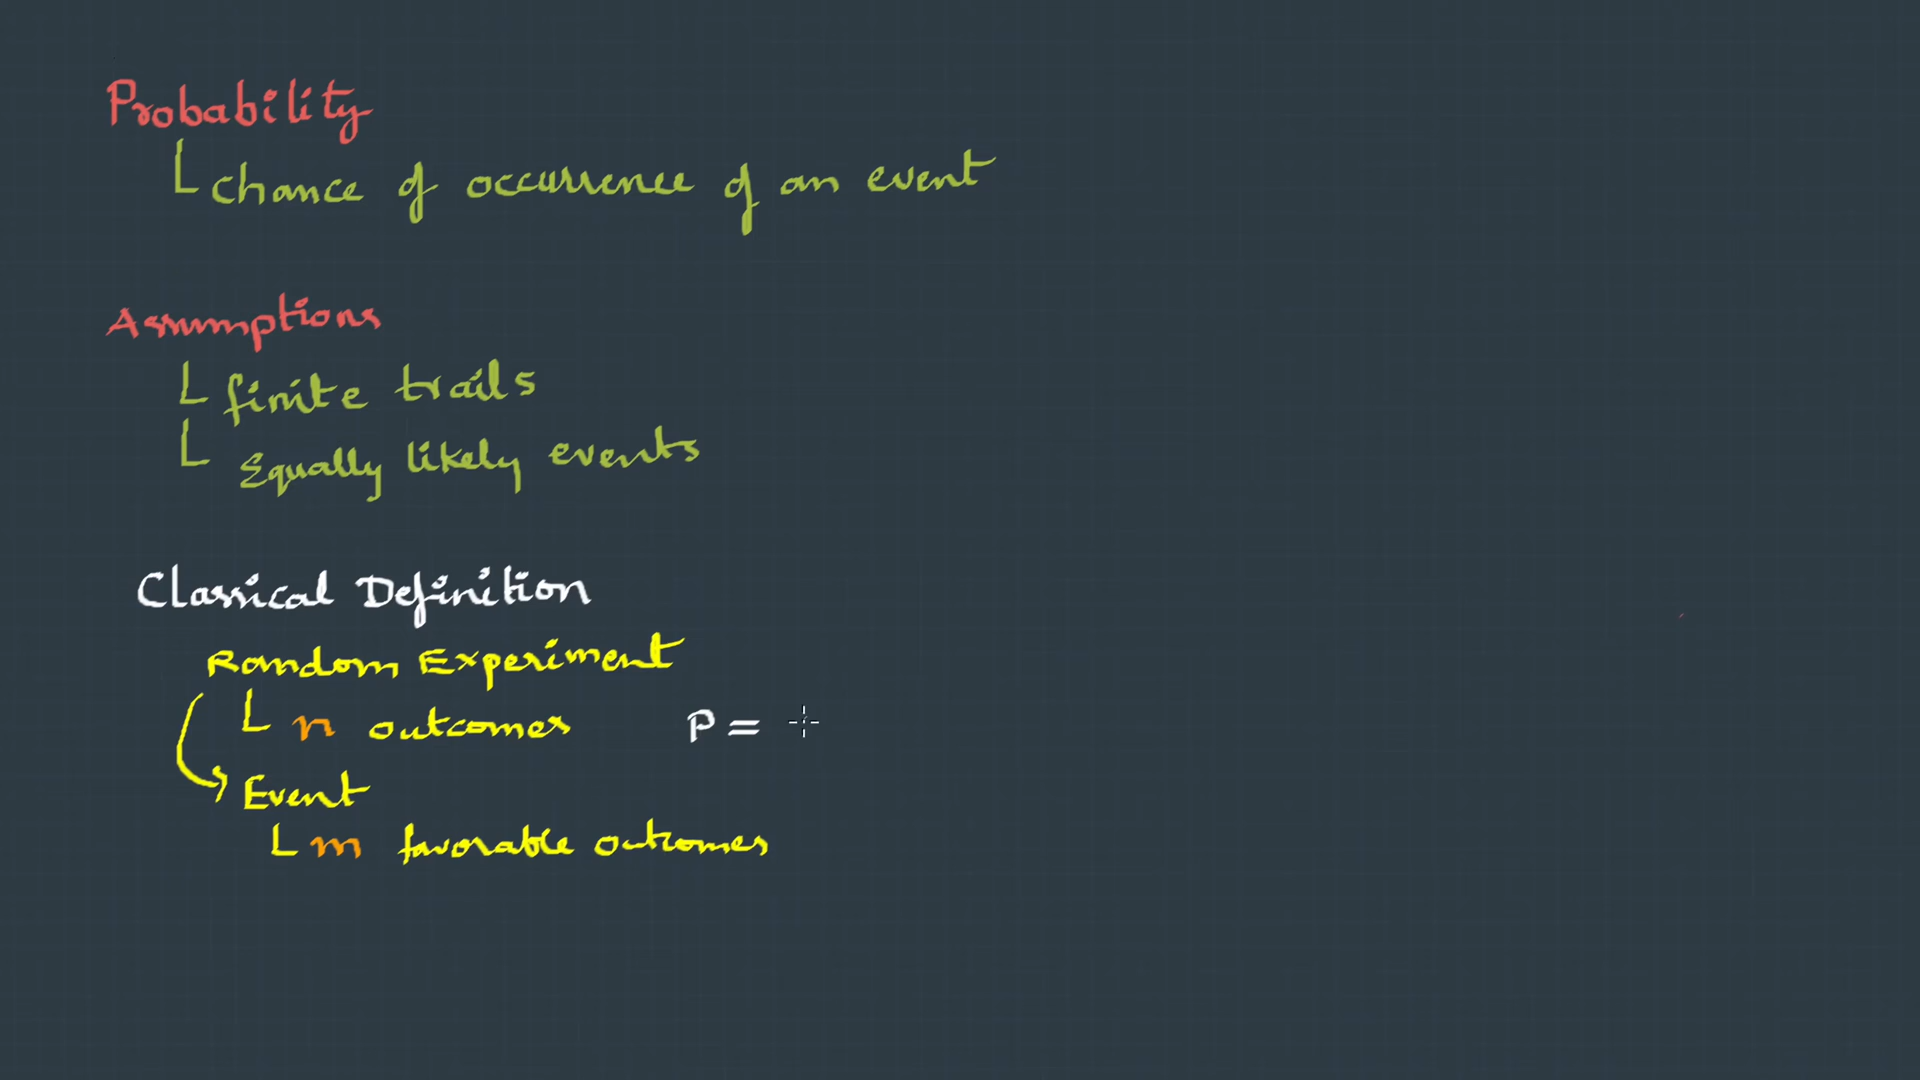 Probability
Chance of occurrence of an event
Assumptions
finite trails
Equally likely events
Classical Definition
Random Experiment
n outcomes
P =
Event
m favorable outcomes